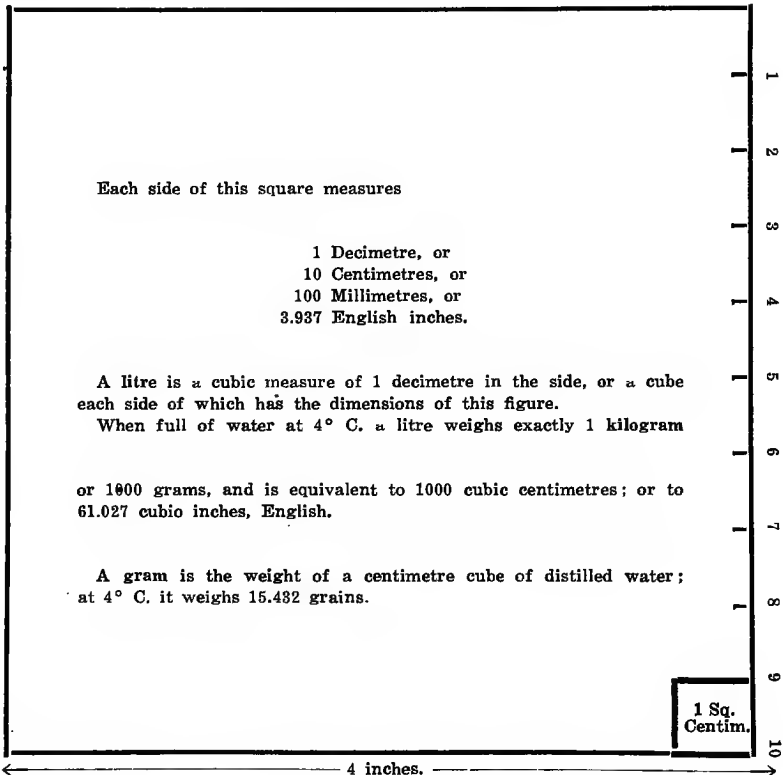 Each side of this square measures
1 Decimetre, or
10 Centimetres, or
100 Millimetres, or
3.937 English inches.
A litre is a cubic measure of 1 decimetre in the side, or a cube
each side of which has the dimensions of this figure.
When full of water at 4° C. a litre weighs exactly 1 kilogram
or 1000 grams, and is equivalent to 1000 cubic centimetres; or to
61.027 cubio inches, English.
A gram is the weight of a centimetre cube of distilled water;
at 4° C. it weighs 15.432 grains.
1
2
3
4
5
6
7
8
9
10
1 Sq.
Centim.
4 inches.